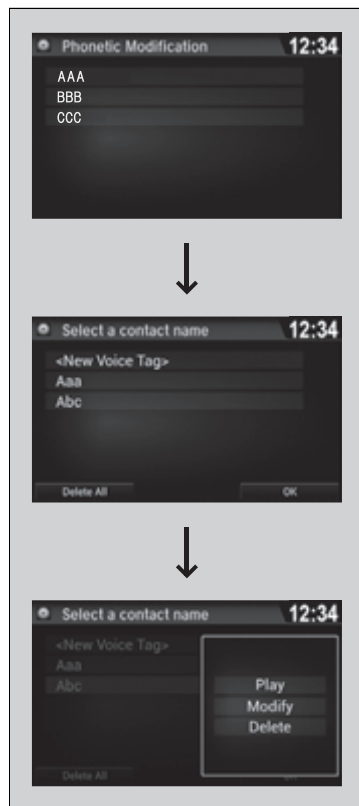 Phonetic Modification 12:34
AAA
BBB
CCC
Select a contact name 12:34
<New Voice Tag>
Aaa
Abc
Delete All OK
Select a contact name 12:34
<New Voice Tag>
Aaa
Abc
Play
Modify
Delete
Delete All